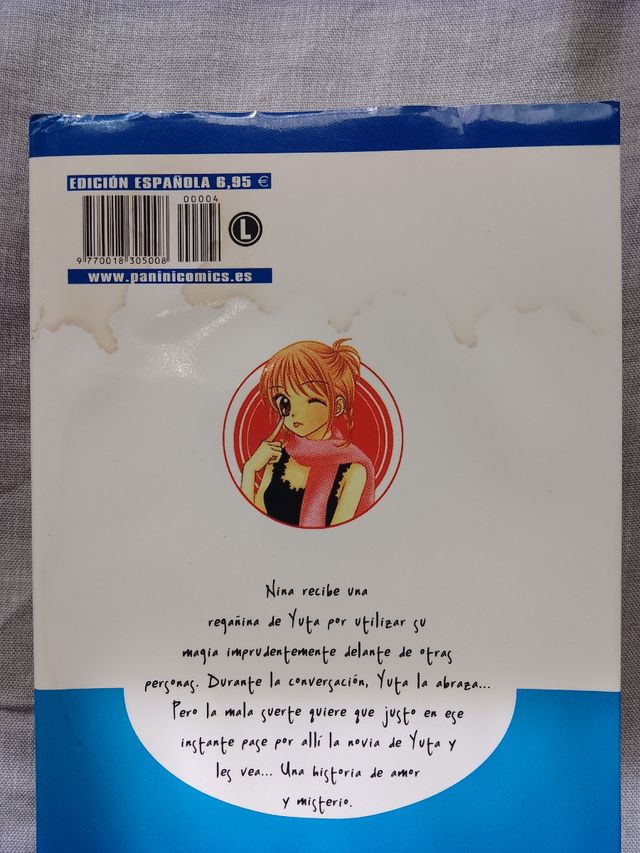 EDICIÓN ESPAÑOLA 6,95 €
00004
L
9 770018 305008
www.paninicomics.es
Nina recibe una
regañina de Yuta por utilizar su
magia imprudentemente delante de otras
personas. Durante la conversación, Yuta la abraza...
Pero la mala suerte quiere que justo en ese
instante pase por allí la novia de Yuta y
les vea... Una historia de amor
y misterio.